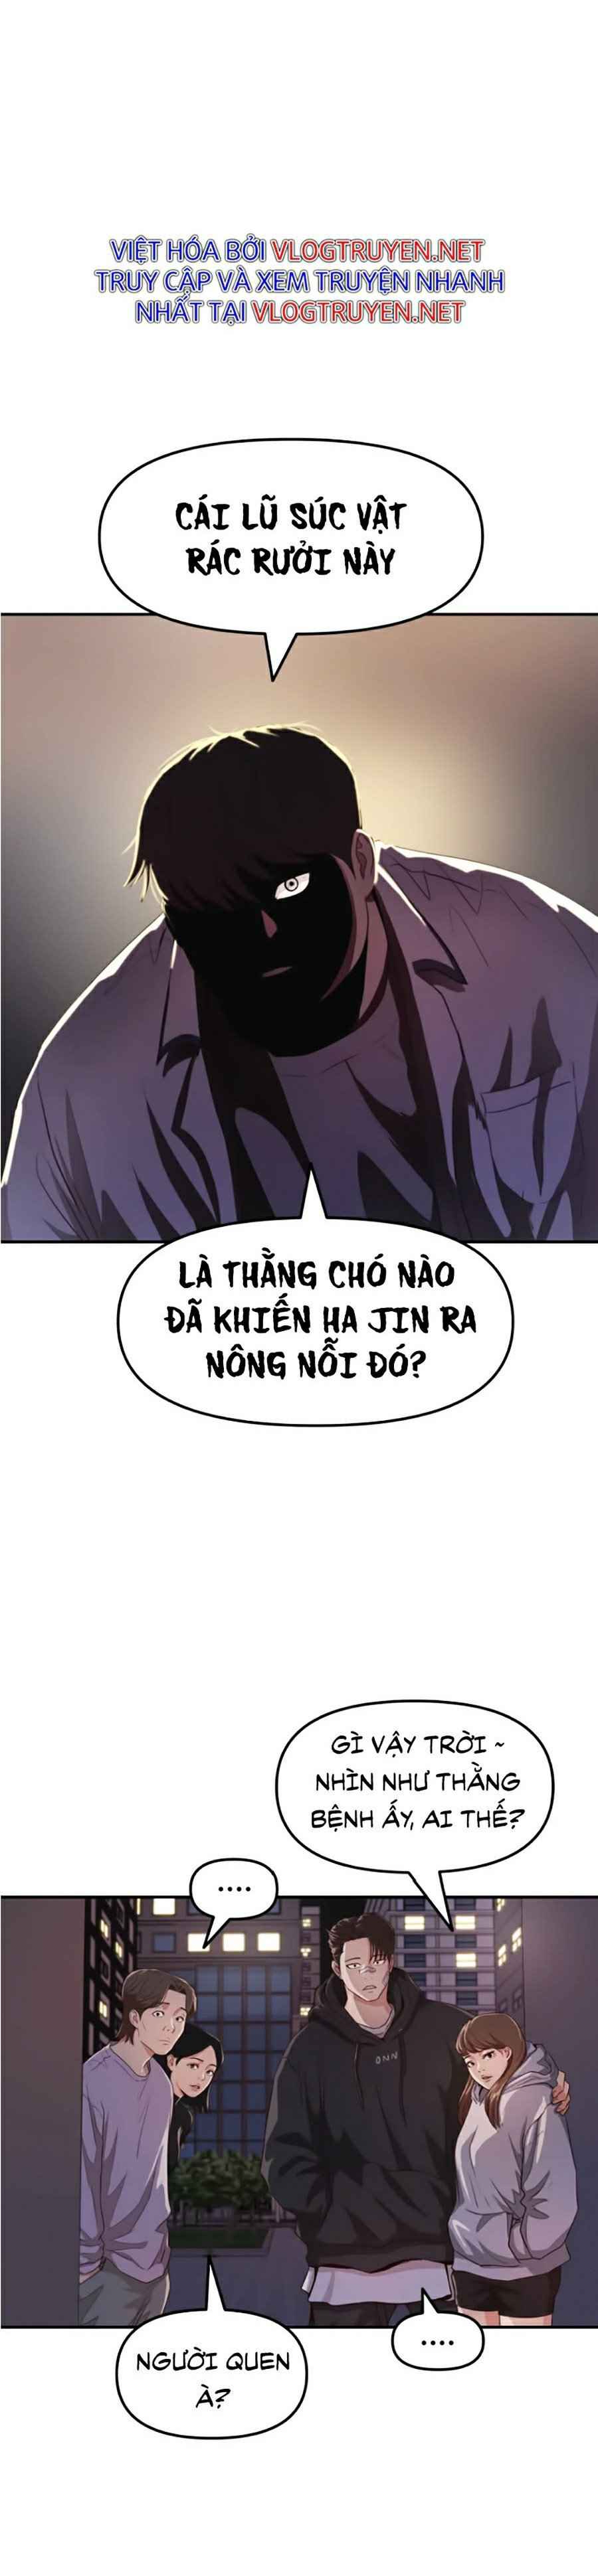 VIỆT HÓA BỞI VLOGTRUYEN.NET
TRUY CẬP VÀ XEM TRUYỆN NHANH
NHẤT TẠI VLOGTRUYEN.NET
CÁI LŨ SÚC VẬT
RÁC RƯỞI NÀY
LÀ THẰNG CHÓ NÀO
ĐÃ KHIẾN HA JIN RA
NÔNG NỖI ĐÓ?
GÌ VẬY TRỜI ~
NHÌN NHƯ THẰNG
BỆNH ẤY, AI THẾ?
....
ONN
NGƯỜI QUEN
À?
....